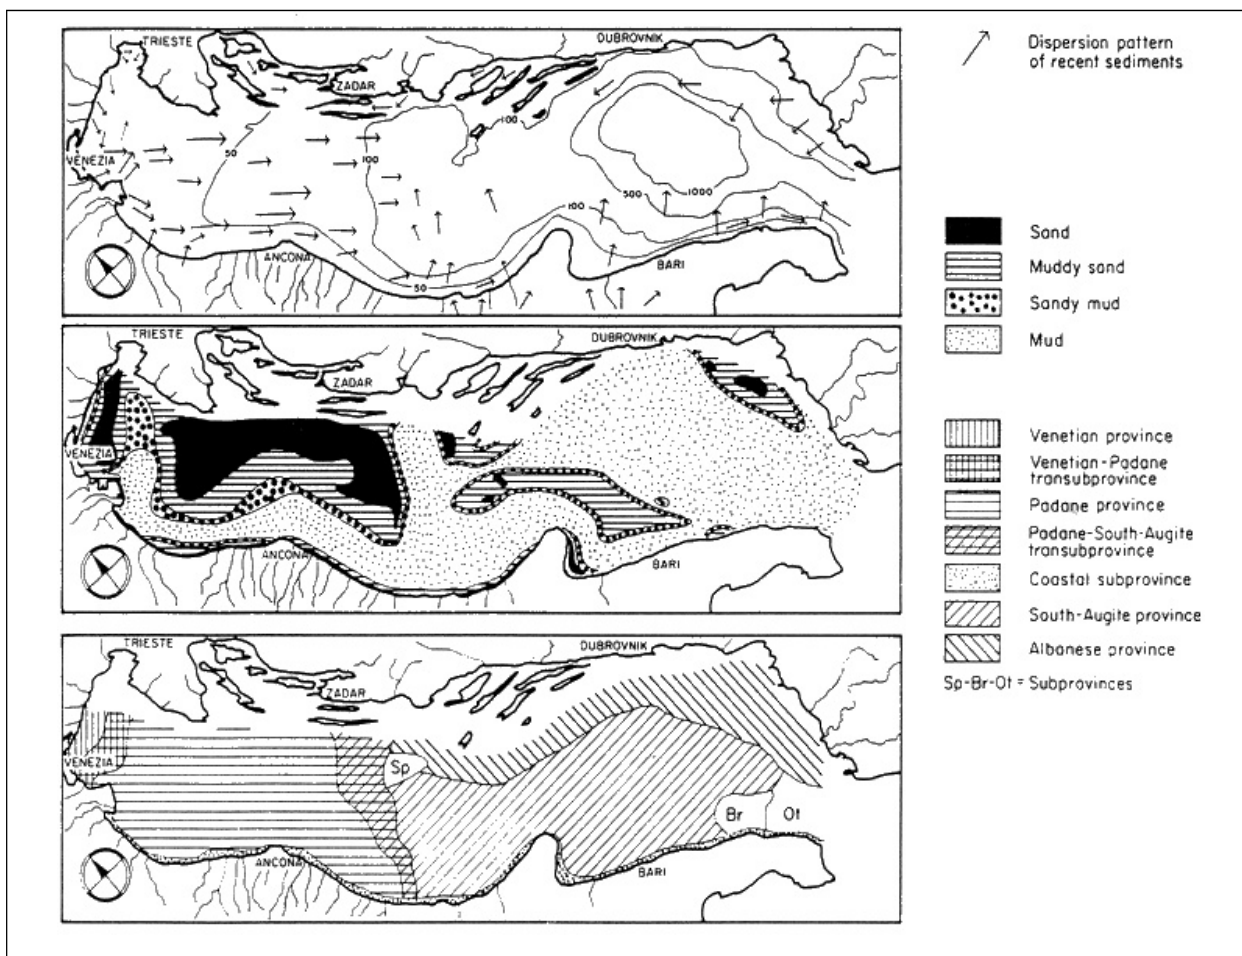 TRIESTE
DUBROVNIK
ZADAR
100
50
VENEZIA
100
500
1000
100
ANCONA
BARI
50
Dispersion pattern
of recent sediments
Sand
Muddy sand
Sandy mud
Mud
TRIESTE
DUBROVNIK
ZADAR
VENEZIA
ANCONA
BARI
Venetian province
Venetian-Padane
transubprovince
Padane province
Padane-South-Augite
transubprovince
Coastal subprovince
South-Augite province
Albanese province
Sp-Br-Ot = Subprovinces
TRIESTE
DUBROVNIK
ZADAR
VENEZIA
Sp
Br
Ot
ANCONA
BARI